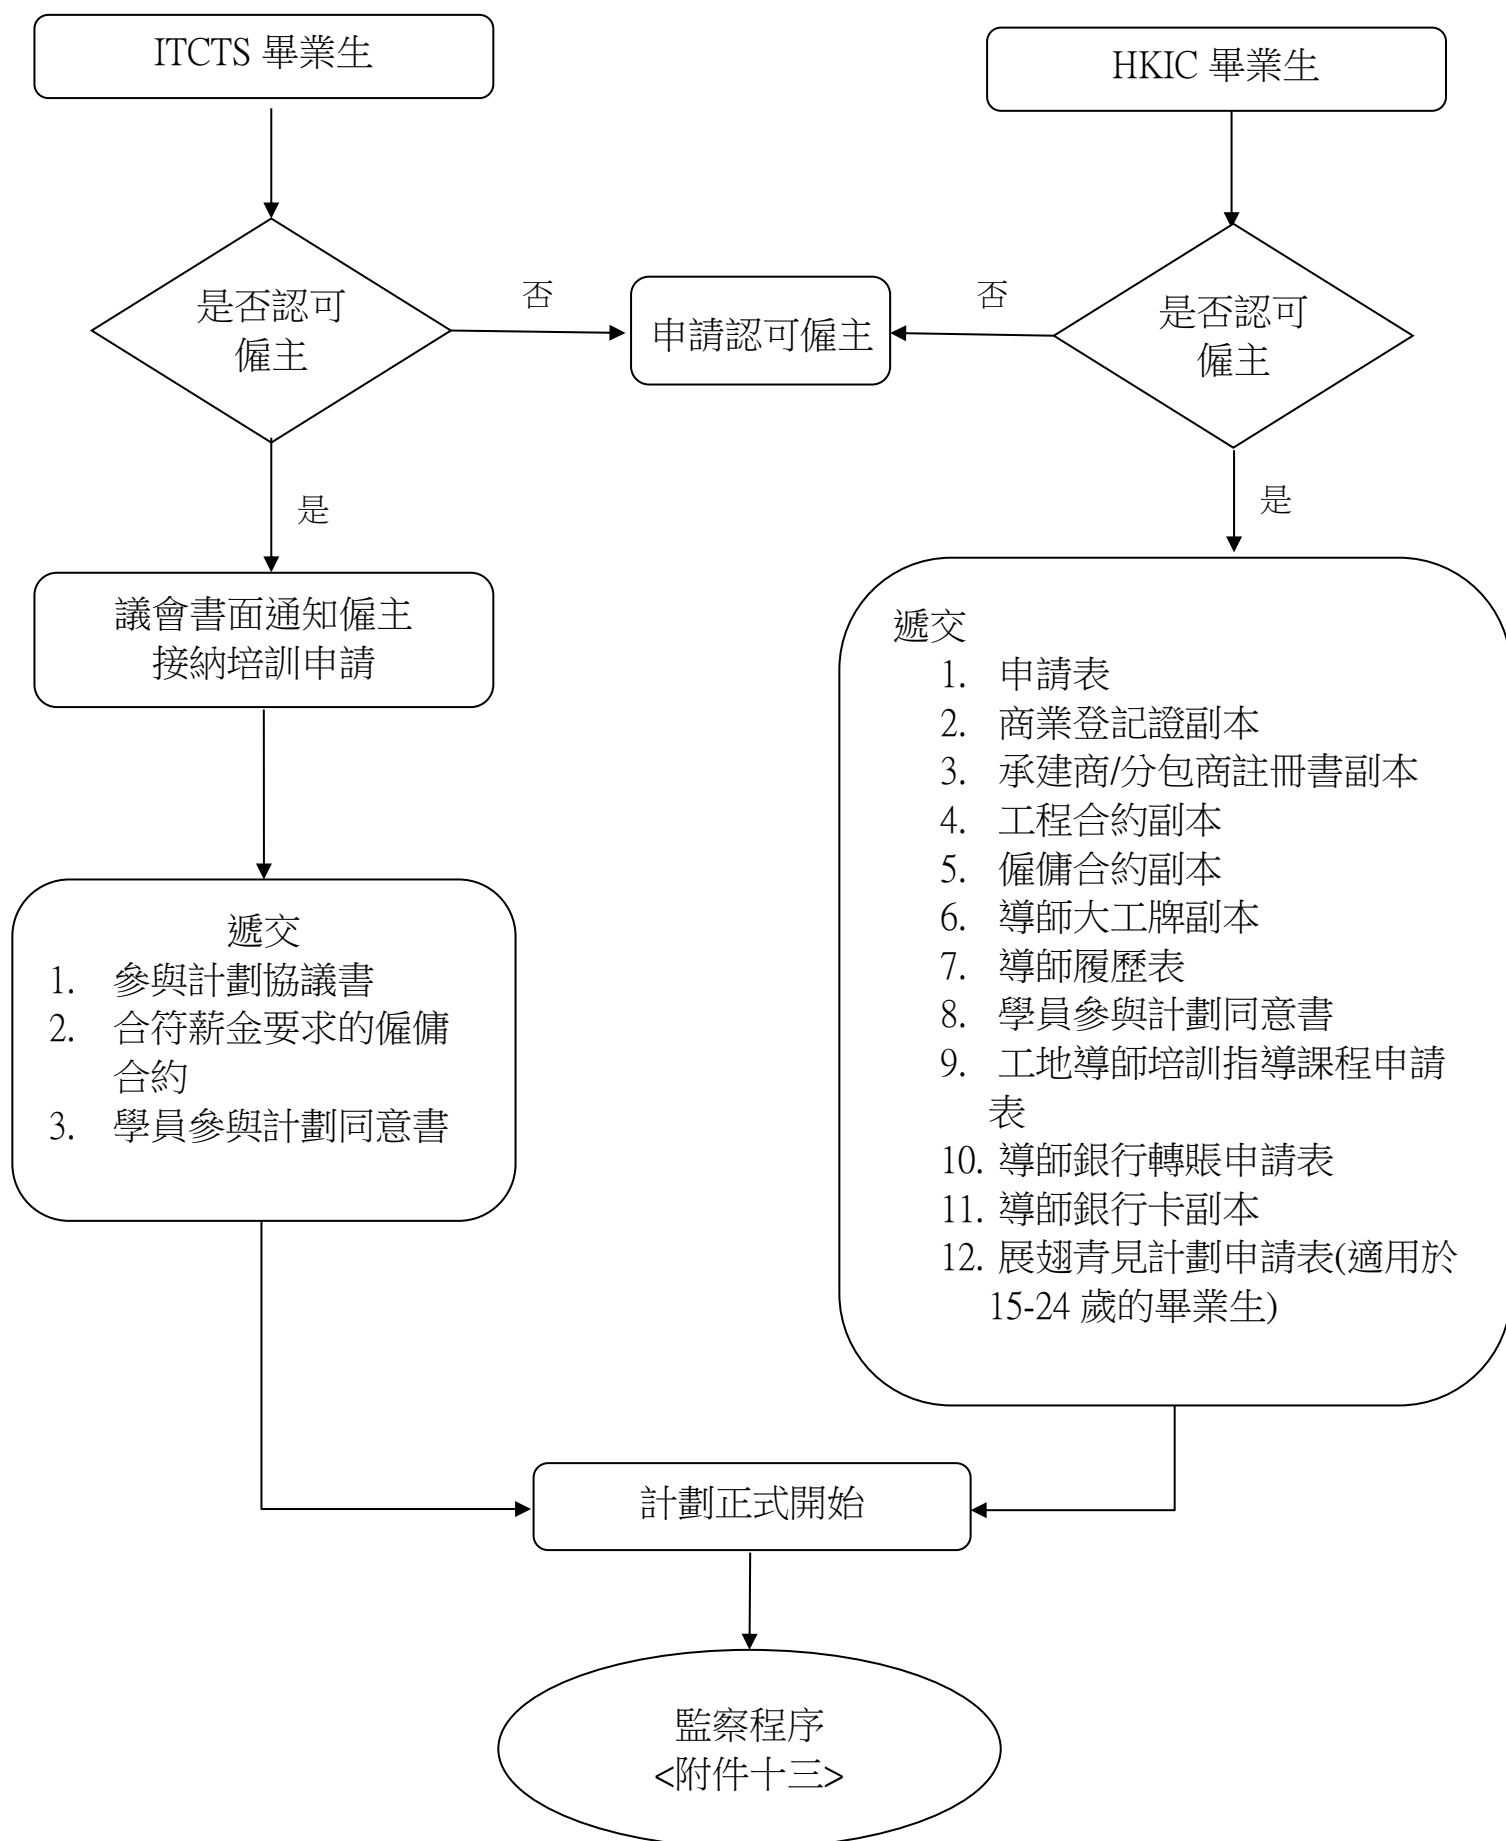 ITCTS 畢業生
HKIC 畢業生
是否認可
僱主
否
申請認可僱主
否
是否認可
僱主
是
是
議會書面通知僱主
接納培訓申請
遞交
1. 參與計劃協議書
2. 合符薪金要求的僱傭
合約
3. 學員參與計劃同意書
遞交
1. 申請表
2. 商業登記證副本
3. 承建商/分包商註冊書副本
4. 工程合約副本
5. 僱傭合約副本
6. 導師大工牌副本
7. 導師履歷表
8. 學員參與計劃同意書
9. 工地導師培訓指導課程申請
表
10. 導師銀行轉賬申請表
11. 導師銀行卡副本
12. 展翅青見計劃申請表(適用於
15-24 歲的畢業生)
計劃正式開始
監察程序
<附件十三>